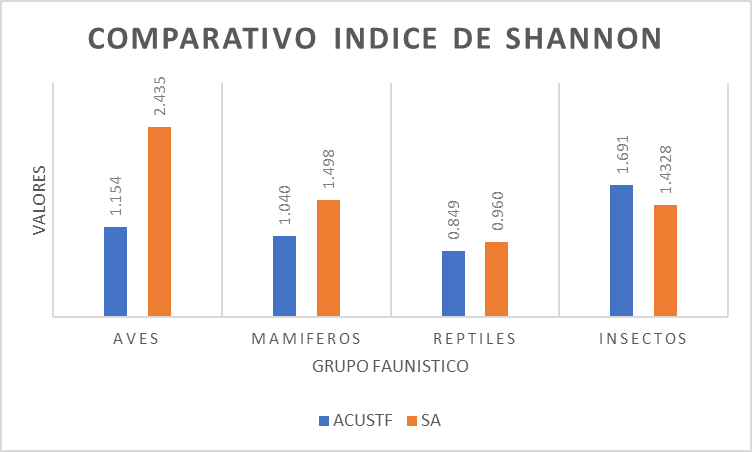 COMPARATIVO INDICE DE SHANNON
VALORES
1.154
2.435
1.040
1.498
0.849
0.960
1.691
1.4328
AVES
MAMIFEROS
REPTILES
INSECTOS
GRUPO FAUNISTICO
ACUSTF
SA